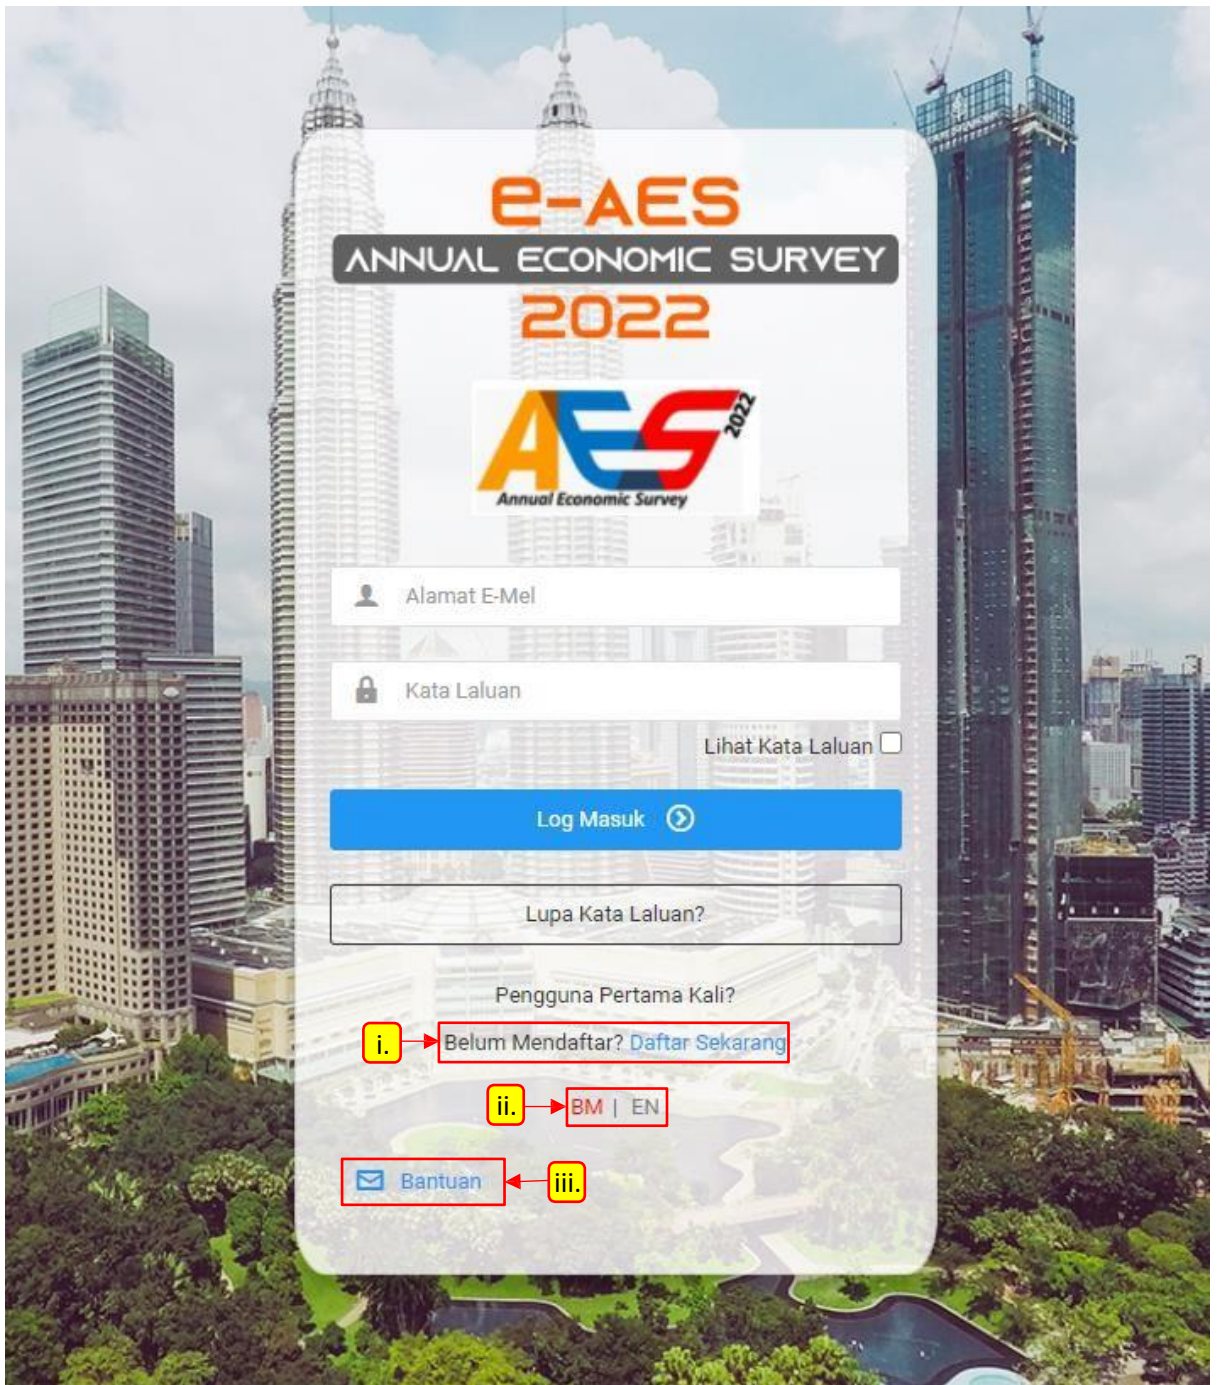 e-AES
ANNUAL ECONOMIC SURVEY
2022
AES 2022
Annual Economic Survey
Alamat E-Mel
Kata Laluan
Lihat Kata Laluan
Log Masuk
Lupa Kata Laluan?
Pengguna Pertama Kali?
i. Belum Mendaftar? Daftar Sekarang
ii. BM | EN
Bantuan iii.